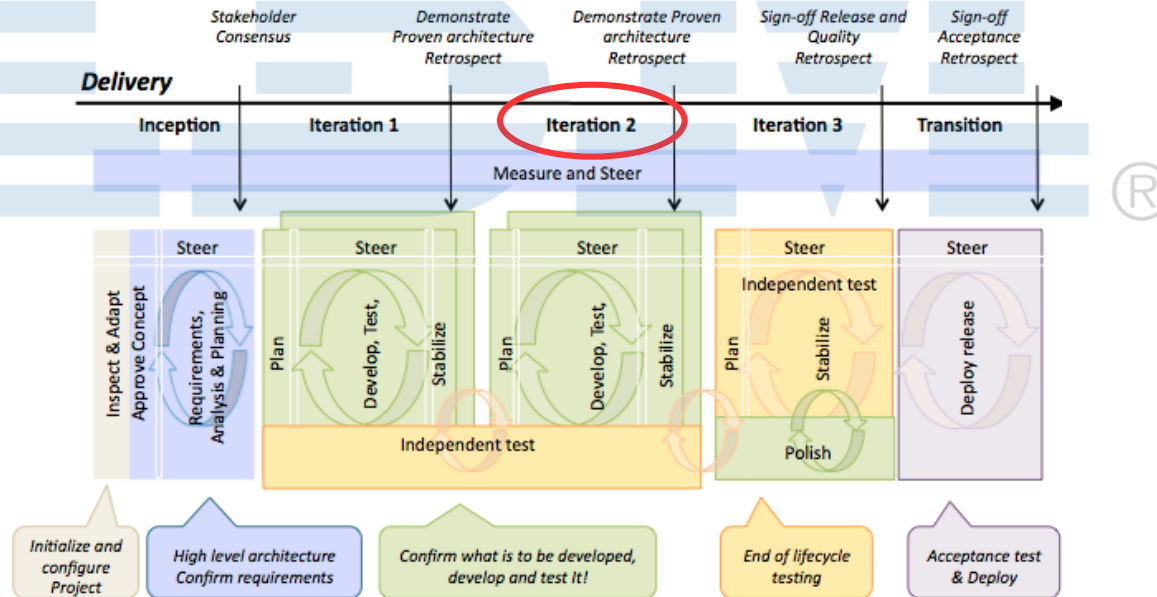 Stakeholder
Consensus
Demonstrate
Proven architecture
Retrospect
Demonstrate Proven
architecture
Retrospect
Sign-off Release and
Quality
Retrospect
Sign-off
Acceptance
Retrospect
Delivery
Inception
Iteration 1
Iteration 2
Iteration 3
Transition
Measure and Steer
®
Inspect & Adapt
Approve Concept
Steer
Requirements,
Analysis & Planning
Steer
Plan
Develop, Test,
Stabilize
Steer
Plan
Develop, Test,
Stabilize
Independent test
Steer
Independent test
Plan
Stabilize
Polish
Steer
Deploy release
Initialize and
configure
Project
High level architecture
Confirm requirements
Confirm what is to be developed,
develop and test It!
End of lifecycle
testing
Acceptance test
& Deploy